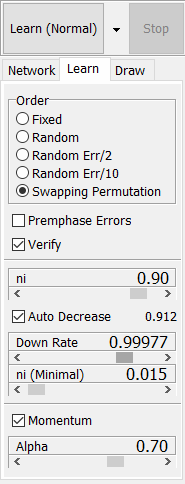 Learn (Normal) Stop
Network Learn Draw
Order
Fixed
Random
Random Err/2
Random Err/10
Swapping Permutation
Premphase Errors
Verify
ni 0.90
Auto Decrease 0.912
Down Rate 0.99977
ni (Minimal) 0.015
Momentum
Alpha 0.70